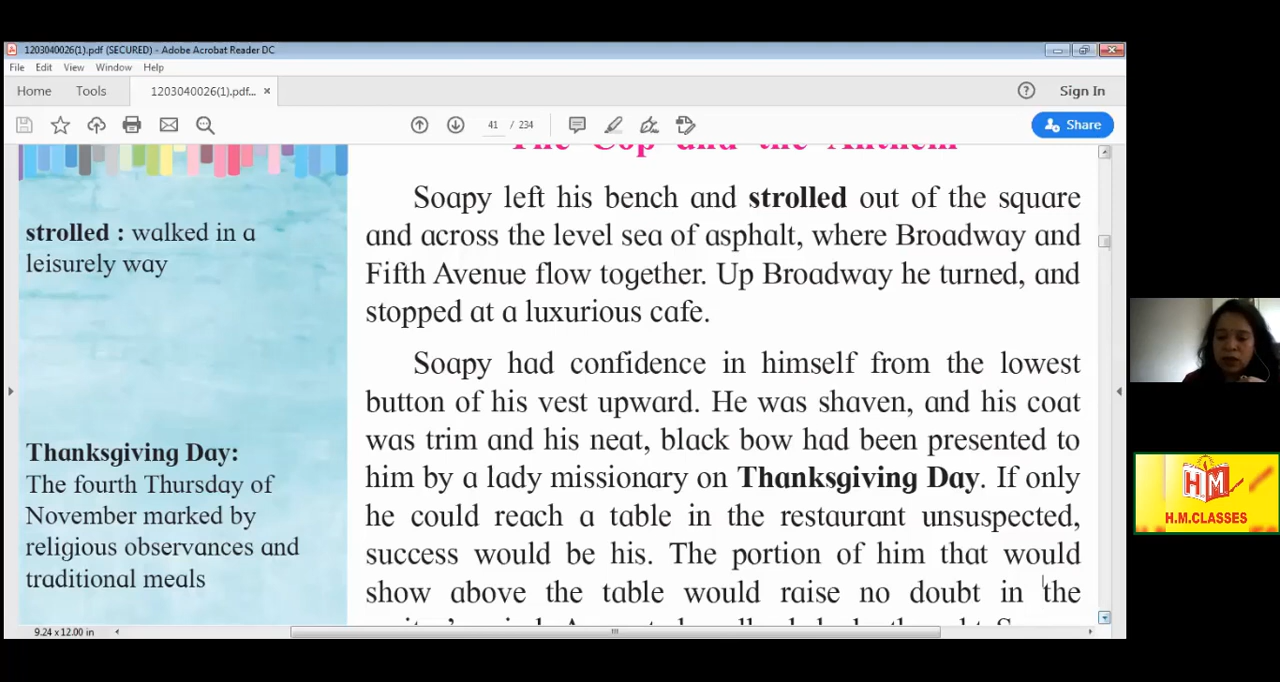 1203040026(1).pdf (SECURED) - Adobe Acrobat Reader DC
File Edit View Window Help
Home Tools 1203040026(1).pdf... × Sign In
41 / 234 Share
The Cop and the Anthem
strolled : walked in a
leisurely way
Thanksgiving Day:
The fourth Thursday of
November marked by
religious observances and
traditional meals
Soapy left his bench and strolled out of the square
and across the level sea of asphalt, where Broadway and
Fifth Avenue flow together. Up Broadway he turned, and
stopped at a luxurious cafe.
Soapy had confidence in himself from the lowest
button of his vest upward. He was shaven, and his coat
was trim and his neat, black bow had been presented to
him by a lady missionary on Thanksgiving Day. If only
he could reach a table in the restaurant unsuspected,
success would be his. The portion of him that would
show above the table would raise no doubt in the
9.24 x 12.00 in
HM
H.M.CLASSES